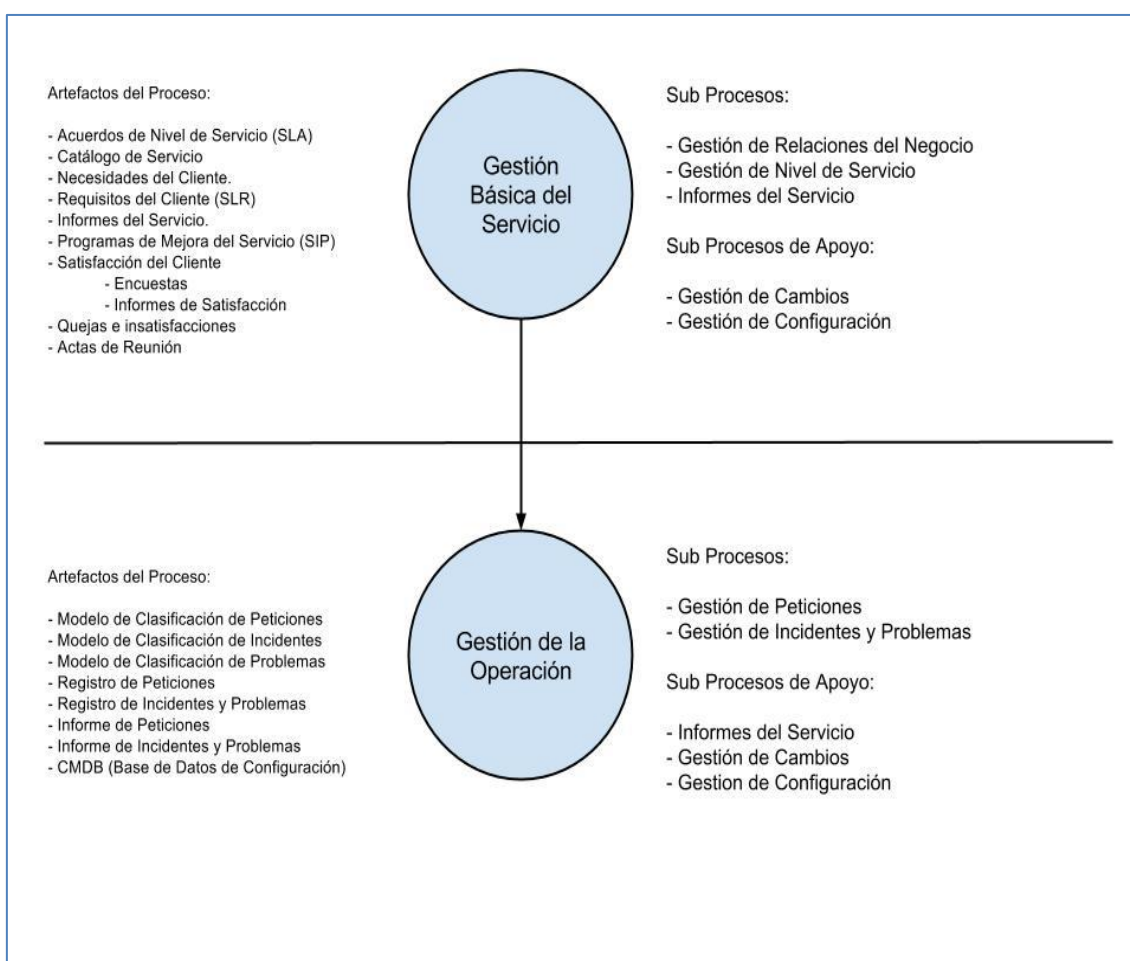 Artefactos del Proceso:
- Acuerdos de Nivel de Servicio (SLA)
- Catálogo de Servicio
- Necesidades del Cliente.
- Requisitos del Cliente (SLR)
- Informes del Servicio.
- Programas de Mejora del Servicio (SIP)
- Satisfacción del Cliente
- Encuestas
- Informes de Satisfacción
- Quejas e insatisfacciones
- Actas de Reunión
Gestión
Básica del
Servicio
Sub Procesos:
- Gestión de Relaciones del Negocio
- Gestión de Nivel de Servicio
- Informes del Servicio
Sub Procesos de Apoyo:
- Gestión de Cambios
- Gestión de Configuración
Artefactos del Proceso:
- Modelo de Clasificación de Peticiones
- Modelo de Clasificación de Incidentes
- Modelo de Clasificación de Problemas
- Registro de Peticiones
- Registro de Incidentes y Problemas
- Informe de Peticiones
- Informe de Incidentes y Problemas
- CMDB (Base de Datos de Configuración)
Gestión de la
Operación
Sub Procesos:
- Gestión de Peticiones
- Gestión de Incidentes y Problemas
Sub Procesos de Apoyo:
- Informes del Servicio
- Gestión de Cambios
- Gestion de Configuración